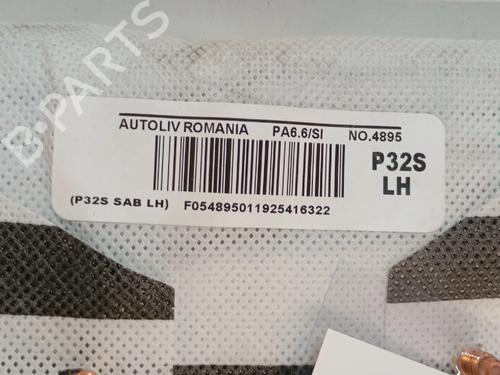 B-PARTS
AUTOLIV ROMANIA PA6.6/SI NO.4895
P32S
LH
(P32S SAB LH) F054895011925416322